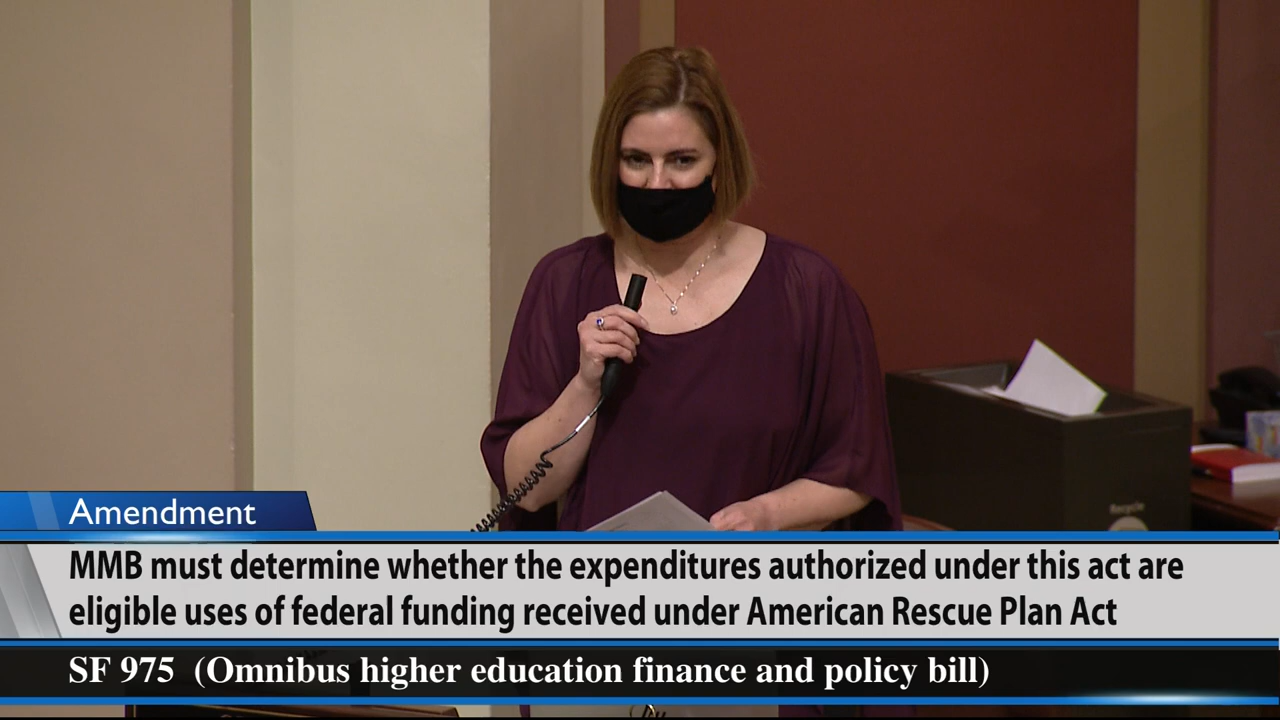 Recycle
Amendment
MMB must determine whether the expenditures authorized under this act are
eligible uses of federal funding received under American Rescue Plan Act
SF 975 (Omnibus higher education finance and policy bill)